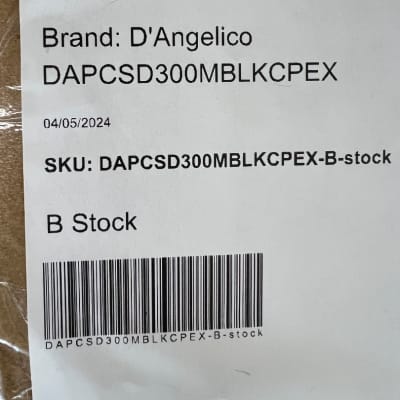 Brand: D'Angelico
DAPCSD300MBLKCPEX
04/05/2024
SKU: DAPCSD300MBLKCPEX-B-stock
B Stock
DAPCSD300MBLKCPEX-B-stock